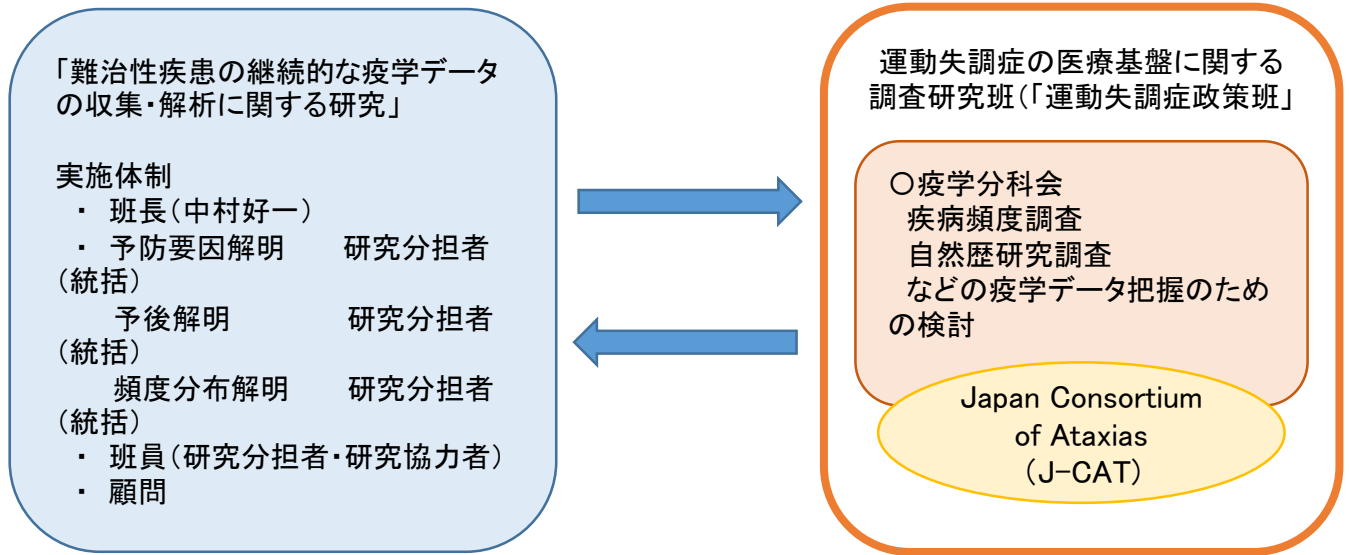 「難治性疾患の継続的な疫学データ
の収集・解析に関する研究」
実施体制
・ 班長(中村好一)
・ 予防要因解明 研究分担者
(統括)
予後解明 研究分担者
(統括)
頻度分布解明 研究分担者
(統括)
・ 班員(研究分担者・研究協力者)
・ 顧問
運動失調症の医療基盤に関する
調査研究班(「運動失調症政策班」
○疫学分科会
疾病頻度調査
自然歴研究調査
などの疫学データ把握のため
の検討
Japan Consortium
of Ataxias
(J-CAT)